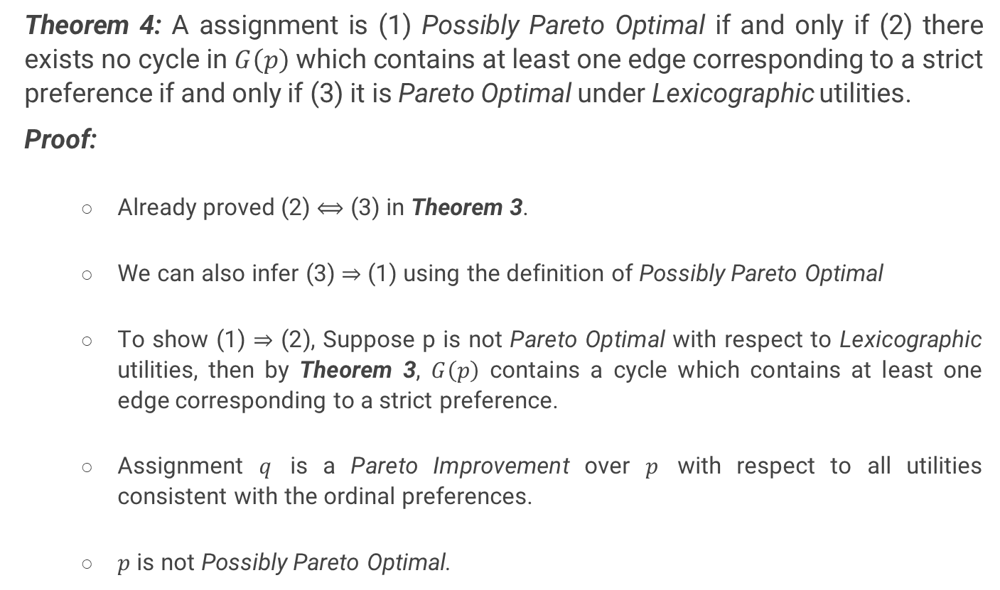 Theorem 4: A assignment is (1) Possibly Pareto Optimal if and only if (2) there
exists no cycle in G(p) which contains at least one edge corresponding to a strict
preference if and only if (3) it is Pareto Optimal under Lexicographic utilities.
Proof:
○ Already proved (2) ⟺ (3) in Theorem 3.
○ We can also infer (3) ⇒ (1) using the definition of Possibly Pareto Optimal
○ To show (1) ⇒ (2), Suppose p is not Pareto Optimal with respect to Lexicographic
utilities, then by Theorem 3, G(p) contains a cycle which contains at least one
edge corresponding to a strict preference.
○ Assignment q is a Pareto Improvement over p with respect to all utilities
consistent with the ordinal preferences.
○ p is not Possibly Pareto Optimal.